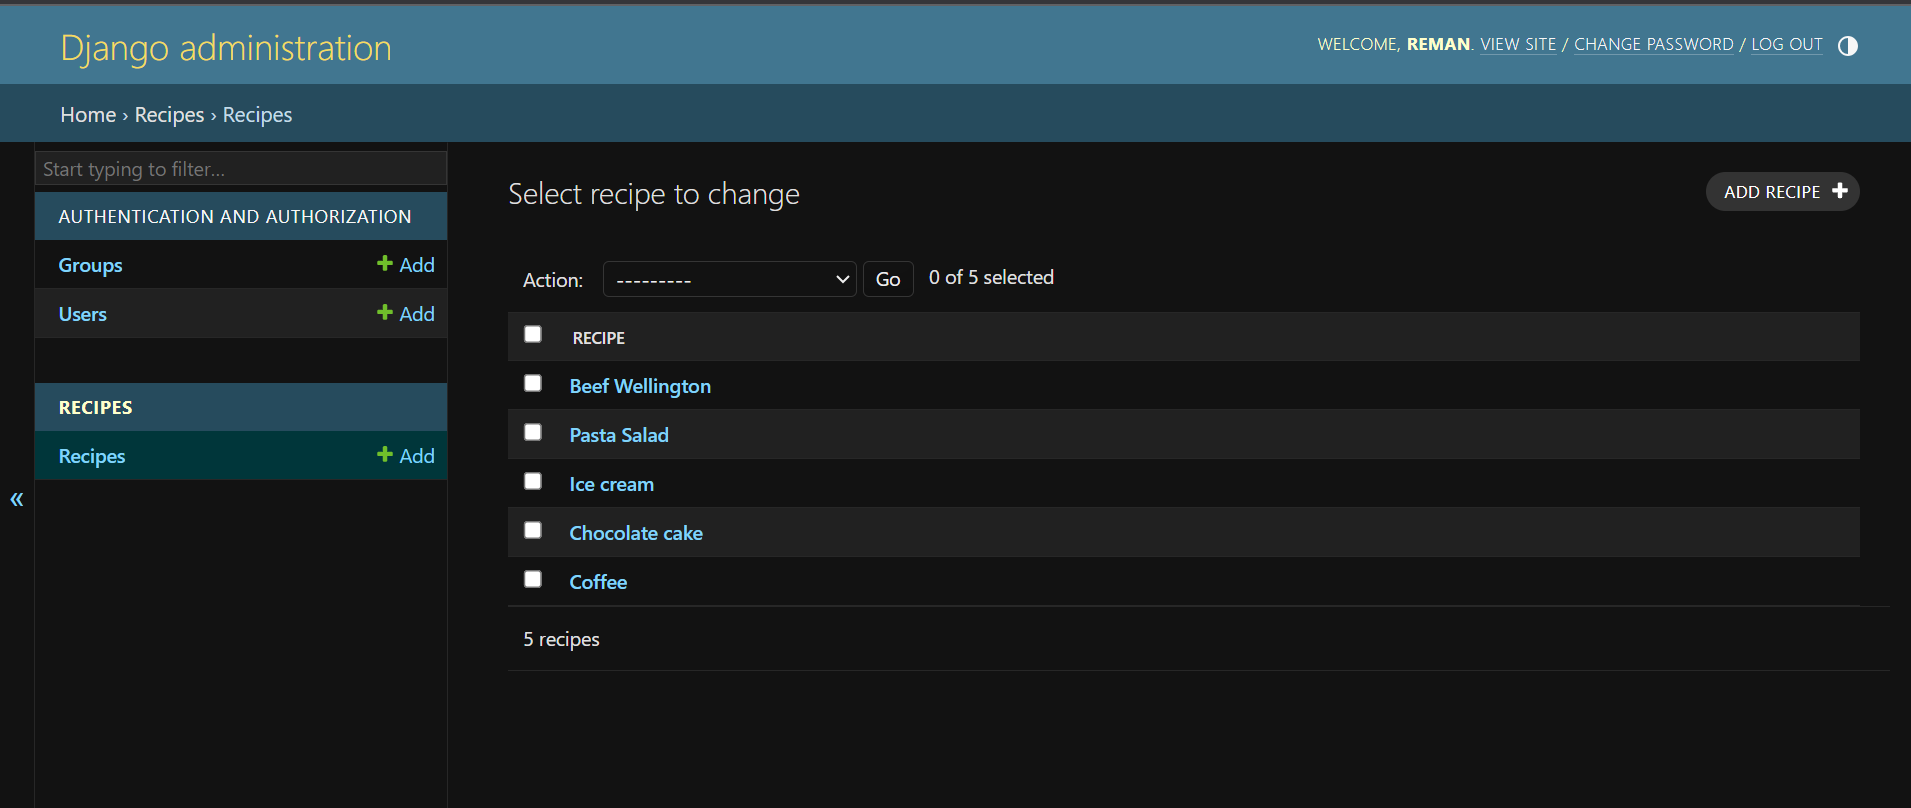 Django administration
WELCOME, REMAN. VIEW SITE / CHANGE PASSWORD / LOG OUT
Home › Recipes › Recipes
Start typing to filter...
AUTHENTICATION AND AUTHORIZATION
Groups + Add
Users + Add
RECIPES
Recipes + Add
«
Select recipe to change
ADD RECIPE +
Action: --------- Go 0 of 5 selected
RECIPE
Beef Wellington
Pasta Salad
Ice cream
Chocolate cake
Coffee
5 recipes